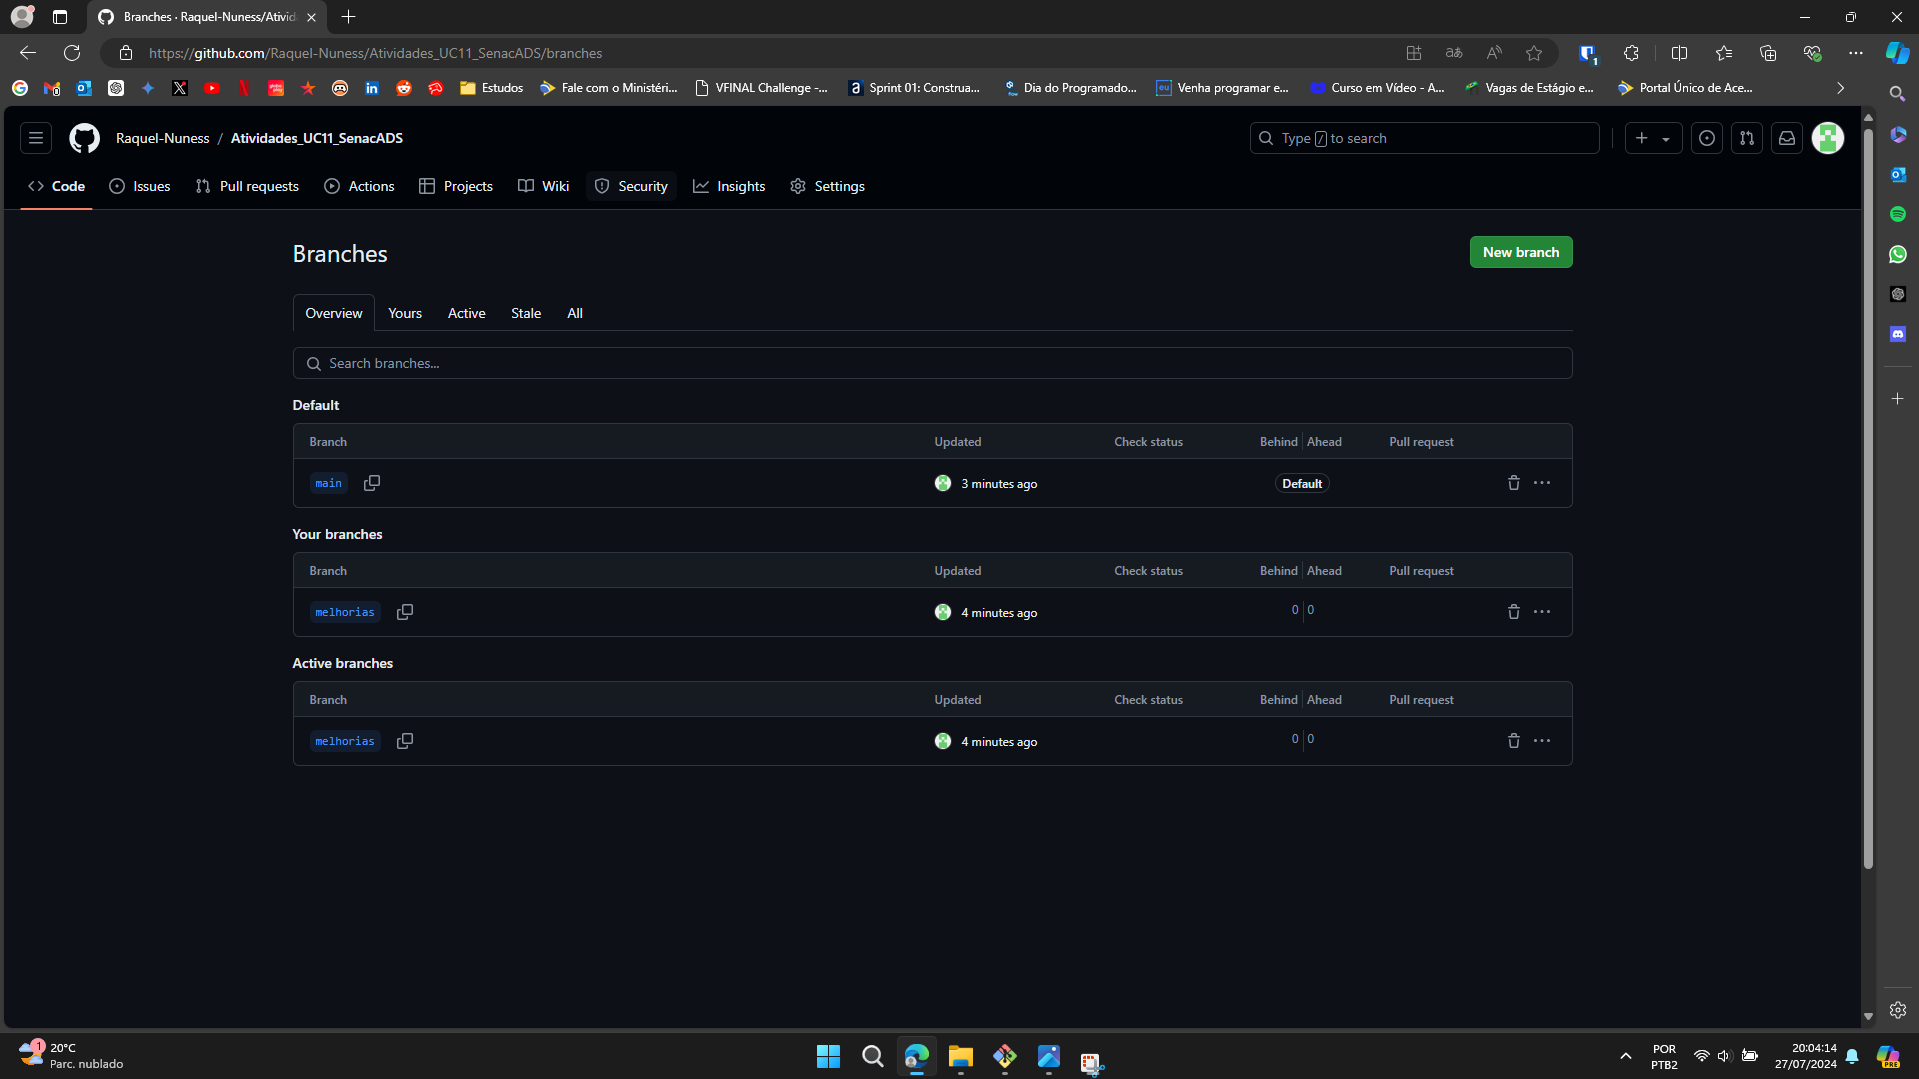 Branches · Raquel-Nuness/Ativid
https://github.com/Raquel-Nuness/Atividades_UC11_SenacADS/branches
Estudos
Fale com o Ministéri...
VFINAL Challenge -...
Sprint 01: Construa...
Dia do Programado...
Venha programar e...
Curso em Vídeo - A...
Vagas de Estágio e...
Portal Único de Ace...
Raquel-Nuness / Atividades_UC11_SenacADS
Type / to search
Code Issues Pull requests Actions Projects Wiki Security Insights Settings
Branches
New branch
Overview Yours Active Stale All
Search branches...
Default
Branch Updated Check status Behind Ahead Pull request
main 3 minutes ago Default
Your branches
Branch Updated Check status Behind Ahead Pull request
melhorias 4 minutes ago 0 0
Active branches
Branch Updated Check status Behind Ahead Pull request
melhorias 4 minutes ago 0 0
1 20°C
Parc. nublado
POR
PTB2
20:04:14
27/07/2024
PRE